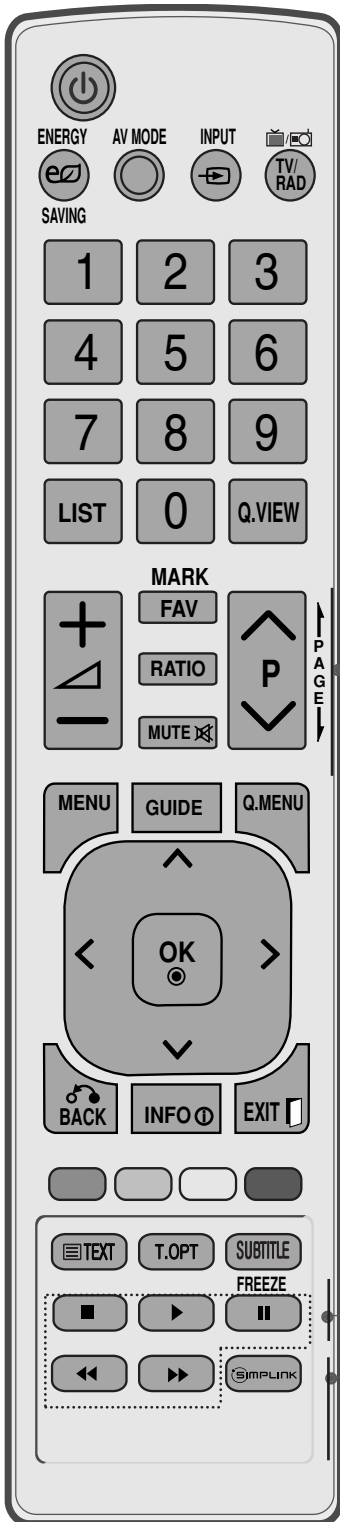 ENERGY AV MODE INPUT
TV/
RAD
SAVING
1 2 3
4 5 6
7 8 9
LIST 0 Q.VIEW
MARK
FAV
RATIO
MUTE
P
PAGE
MENU GUIDE Q.MENU
OK
BACK INFO EXIT
TEXT T.OPT SUBTITLE
FREEZE
SIMPLINK